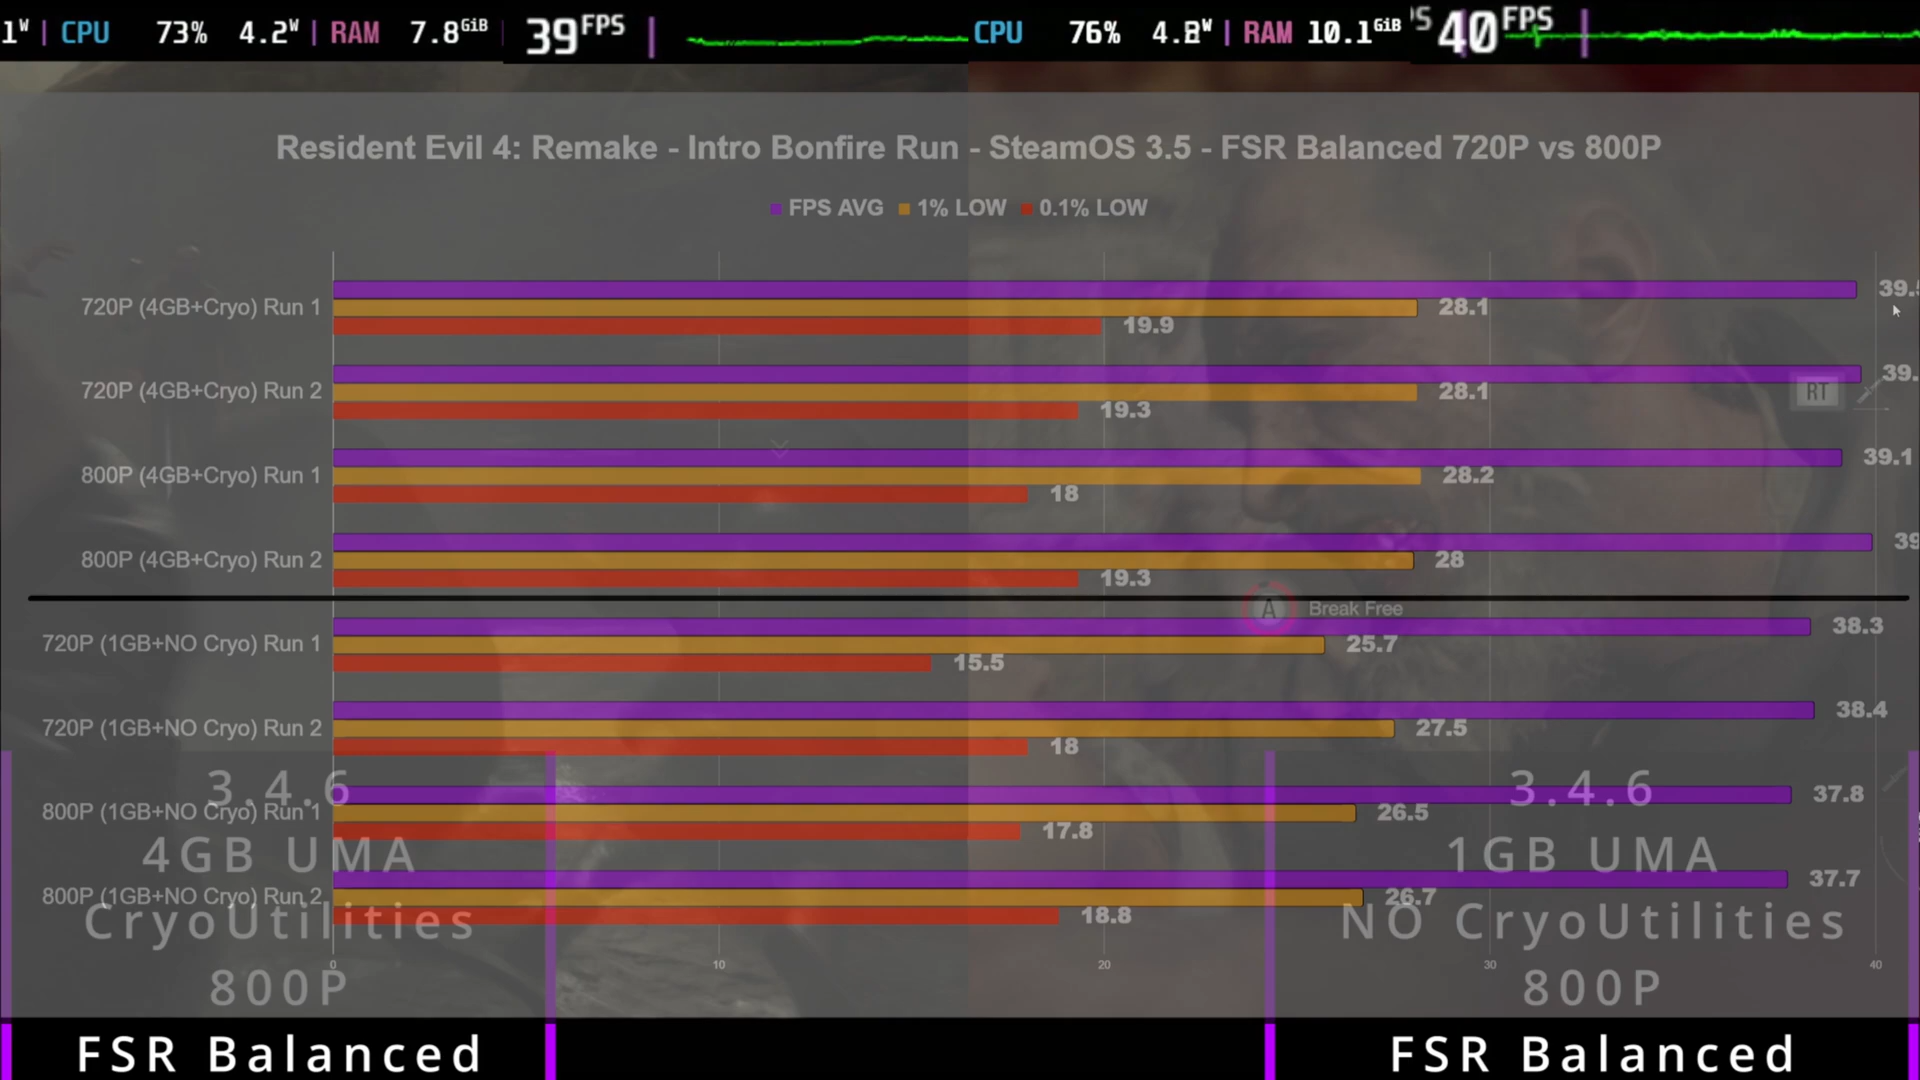 1W | CPU 73% 4.2W | RAM 7.8GiB 39FPS
CPU 76% 4.8W | RAM 10.1GiB 40FPS
Resident Evil 4: Remake - Intro Bonfire Run - SteamOS 3.5 - FSR Balanced 720P vs 800P
FPS AVG 1% LOW 0.1% LOW
39.
720P (4GB+Cryo) Run 1 28.1
19.9
39.
720P (4GB+Cryo) Run 2 28.1
RT
19.3
39.1
800P (4GB+Cryo) Run 1 28.2
18
39
800P (4GB+Cryo) Run 2 28
19.3
A Break Free
38.3
720P (1GB+NO Cryo) Run 1 25.7
15.5
38.4
720P (1GB+NO Cryo) Run 2 27.5
18
37.8
800P (1GB+NO Cryo) Run 1 26.5
17.8
37.7
800P (1GB+NO Cryo) Run 2 26.7
18.8
0 10 20 30 40
3.4.6
4GB UMA
CryoUtilities
800P
FSR Balanced
3.4.6
1GB UMA
NO CryoUtilities
800P
FSR Balanced